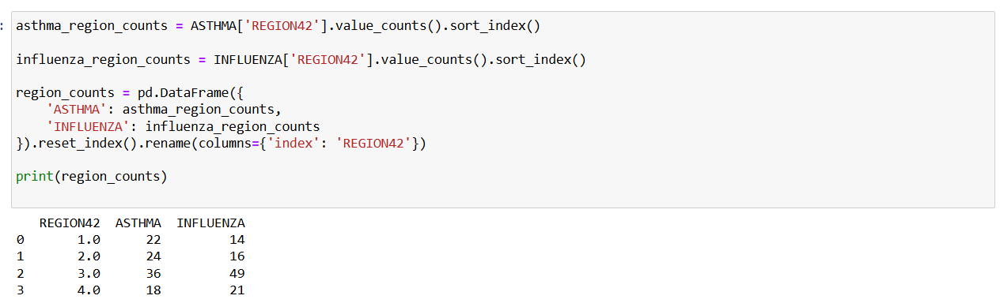 : asthma_region_counts = ASTHMA['REGION42'].value_counts().sort_index()
influenza_region_counts = INFLUENZA['REGION42'].value_counts().sort_index()
region_counts = pd.DataFrame({
    'ASTHMA': asthma_region_counts,
    'INFLUENZA': influenza_region_counts
}).reset_index().rename(columns={'index': 'REGION42'})
print(region_counts)
   REGION42  ASTHMA  INFLUENZA
0       1.0      22         14
1       2.0      24         16
2       3.0      36         49
3       4.0      18         21